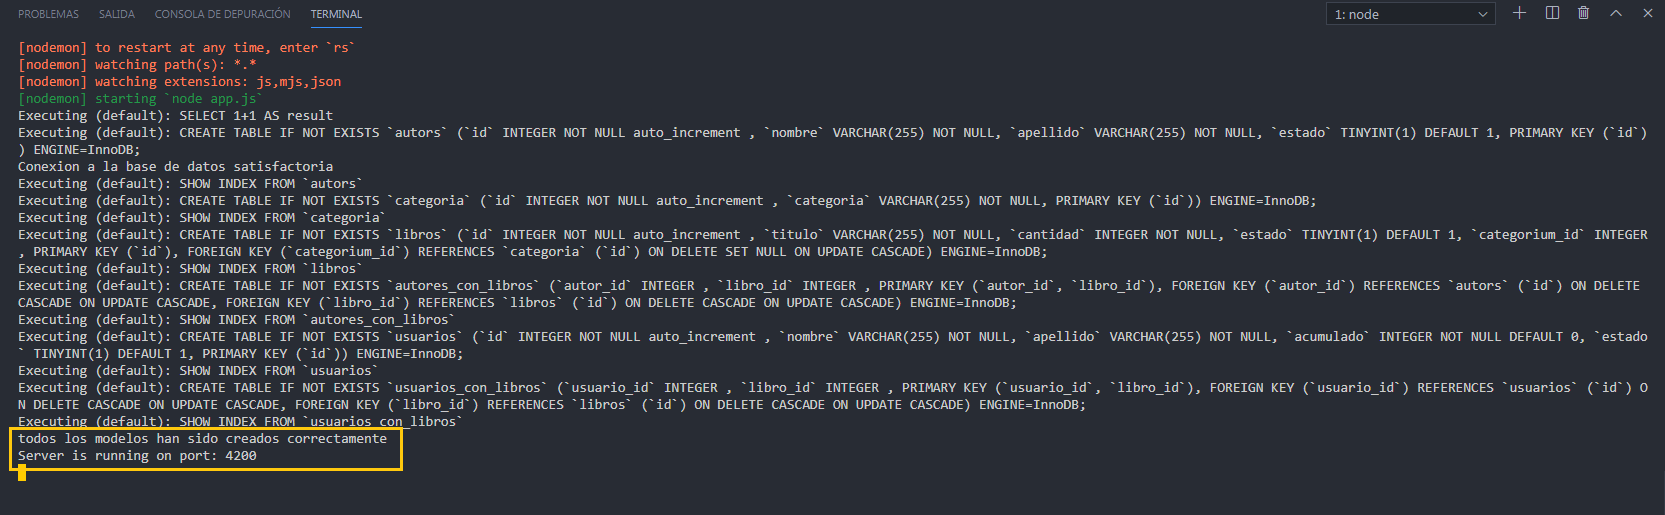 PROBLEMAS SALIDA CONSOLA DE DEPURACIÓN TERMINAL 1: node
[nodemon] to restart at any time, enter `rs`
[nodemon] watching path(s): *.*
[nodemon] watching extensions: js,mjs,json
[nodemon] starting `node app.js`
Executing (default): SELECT 1+1 AS result
Executing (default): CREATE TABLE IF NOT EXISTS `autors` (`id` INTEGER NOT NULL auto_increment , `nombre` VARCHAR(255) NOT NULL, `apellido` VARCHAR(255) NOT NULL, `estado` TINYINT(1) DEFAULT 1, PRIMARY KEY (`id`)
) ENGINE=InnoDB;
Conexion a la base de datos satisfactoria
Executing (default): SHOW INDEX FROM `autors`
Executing (default): CREATE TABLE IF NOT EXISTS `categoria` (`id` INTEGER NOT NULL auto_increment , `categoria` VARCHAR(255) NOT NULL, PRIMARY KEY (`id`)) ENGINE=InnoDB;
Executing (default): SHOW INDEX FROM `categoria`
Executing (default): CREATE TABLE IF NOT EXISTS `libros` (`id` INTEGER NOT NULL auto_increment , `titulo` VARCHAR(255) NOT NULL, `cantidad` INTEGER NOT NULL, `estado` TINYINT(1) DEFAULT 1, `categorium_id` INTEGER
, PRIMARY KEY (`id`), FOREIGN KEY (`categorium_id`) REFERENCES `categoria` (`id`) ON DELETE SET NULL ON UPDATE CASCADE) ENGINE=InnoDB;
Executing (default): SHOW INDEX FROM `libros`
Executing (default): CREATE TABLE IF NOT EXISTS `autores_con_libros` (`autor_id` INTEGER , `libro_id` INTEGER , PRIMARY KEY (`autor_id`, `libro_id`), FOREIGN KEY (`autor_id`) REFERENCES `autors` (`id`) ON DELETE
CASCADE ON UPDATE CASCADE, FOREIGN KEY (`libro_id`) REFERENCES `libros` (`id`) ON DELETE CASCADE ON UPDATE CASCADE) ENGINE=InnoDB;
Executing (default): SHOW INDEX FROM `autores_con_libros`
Executing (default): CREATE TABLE IF NOT EXISTS `usuarios` (`id` INTEGER NOT NULL auto_increment , `nombre` VARCHAR(255) NOT NULL, `apellido` VARCHAR(255) NOT NULL, `acumulado` INTEGER NOT NULL DEFAULT 0, `estado
` TINYINT(1) DEFAULT 1, PRIMARY KEY (`id`)) ENGINE=InnoDB;
Executing (default): SHOW INDEX FROM `usuarios`
Executing (default): CREATE TABLE IF NOT EXISTS `usuarios_con_libros` (`usuario_id` INTEGER , `libro_id` INTEGER , PRIMARY KEY (`usuario_id`, `libro_id`), FOREIGN KEY (`usuario_id`) REFERENCES `usuarios` (`id`) O
N DELETE CASCADE ON UPDATE CASCADE, FOREIGN KEY (`libro_id`) REFERENCES `libros` (`id`) ON DELETE CASCADE ON UPDATE CASCADE) ENGINE=InnoDB;
Executing (default): SHOW INDEX FROM `usuarios_con_libros`
todos los modelos han sido creados correctamente
Server is running on port: 4200